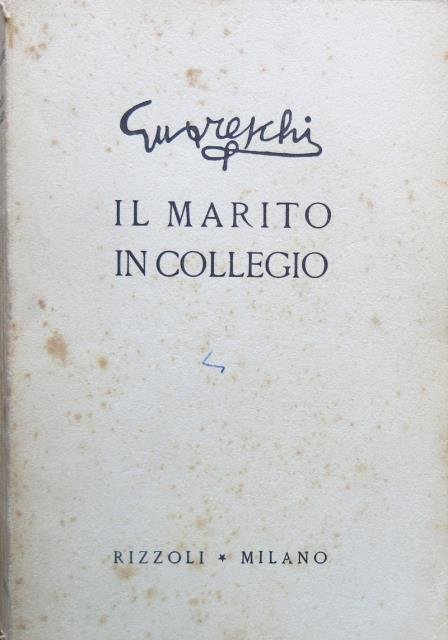 Guareschi
IL MARITO
IN COLLEGIO
RIZZOLI ★ MILANO